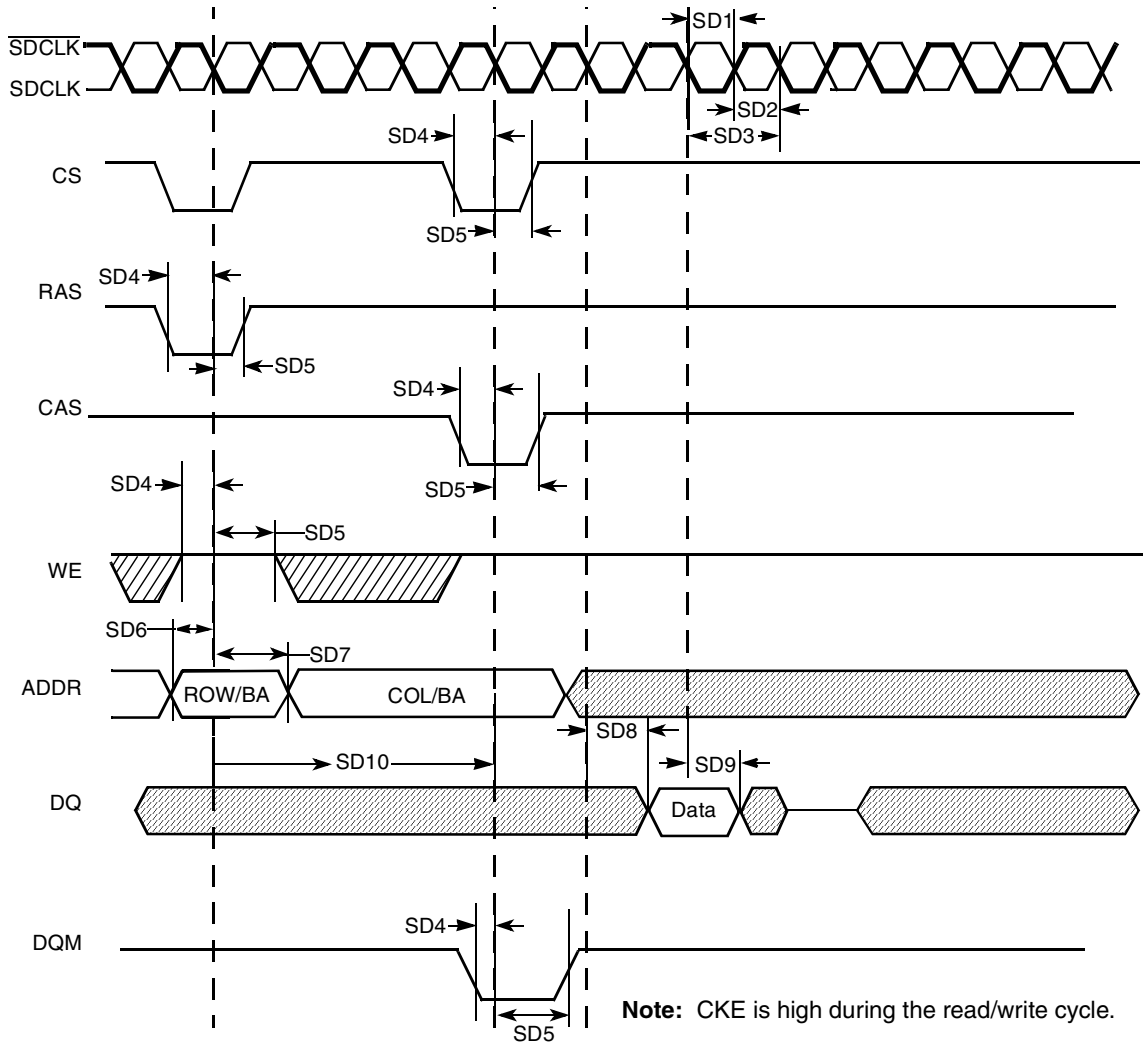 SD1
SDCLK
SDCLK
SD2
SD4
SD3
CS
SD5
SD4
RAS
SD5
SD4
CAS
SD4
SD5
SD5
WE
SD6
SD7
ADDR
ROW/BA
COL/BA
SD8
SD10
SD9
DQ
Data
SD4
DQM
Note: CKE is high during the read/write cycle.
SD5